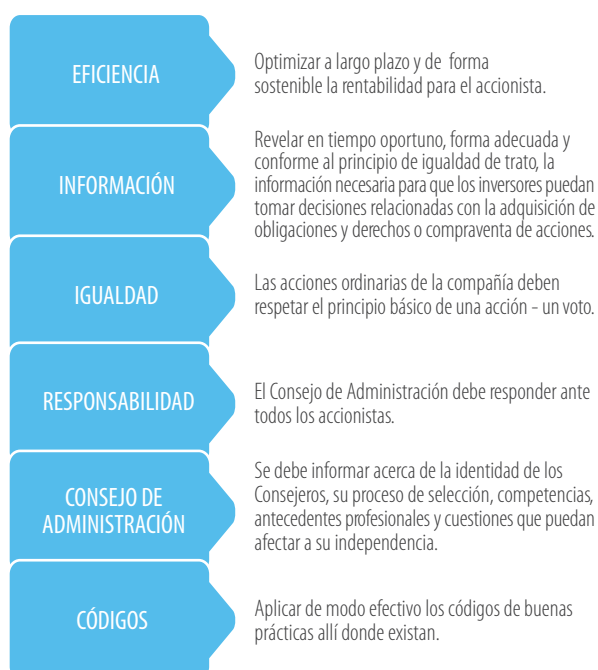 EFICIENCIA
Optimizar a largo plazo y de forma
sostenible la rentabilidad para el accionista.
INFORMACIÓN
Revelar en tiempo oportuno, forma adecuada y
conforme al principio de igualdad de trato, la
información necesaria para que los inversores puedan
tomar decisiones relacionadas con la adquisición de
obligaciones y derechos o compraventa de acciones.
IGUALDAD
Las acciones ordinarias de la compañía deben
respetar el principio básico de una acción - un voto.
RESPONSABILIDAD
El Consejo de Administración debe responder ante
todos los accionistas.
CONSEJO DE
ADMINISTRACIÓN
Se debe informar acerca de la identidad de los
Consejeros, su proceso de selección, competencias,
antecedentes profesionales y cuestiones que puedan
afectar a su independencia.
CÓDIGOS
Aplicar de modo efectivo los códigos de buenas
prácticas allí donde existan.